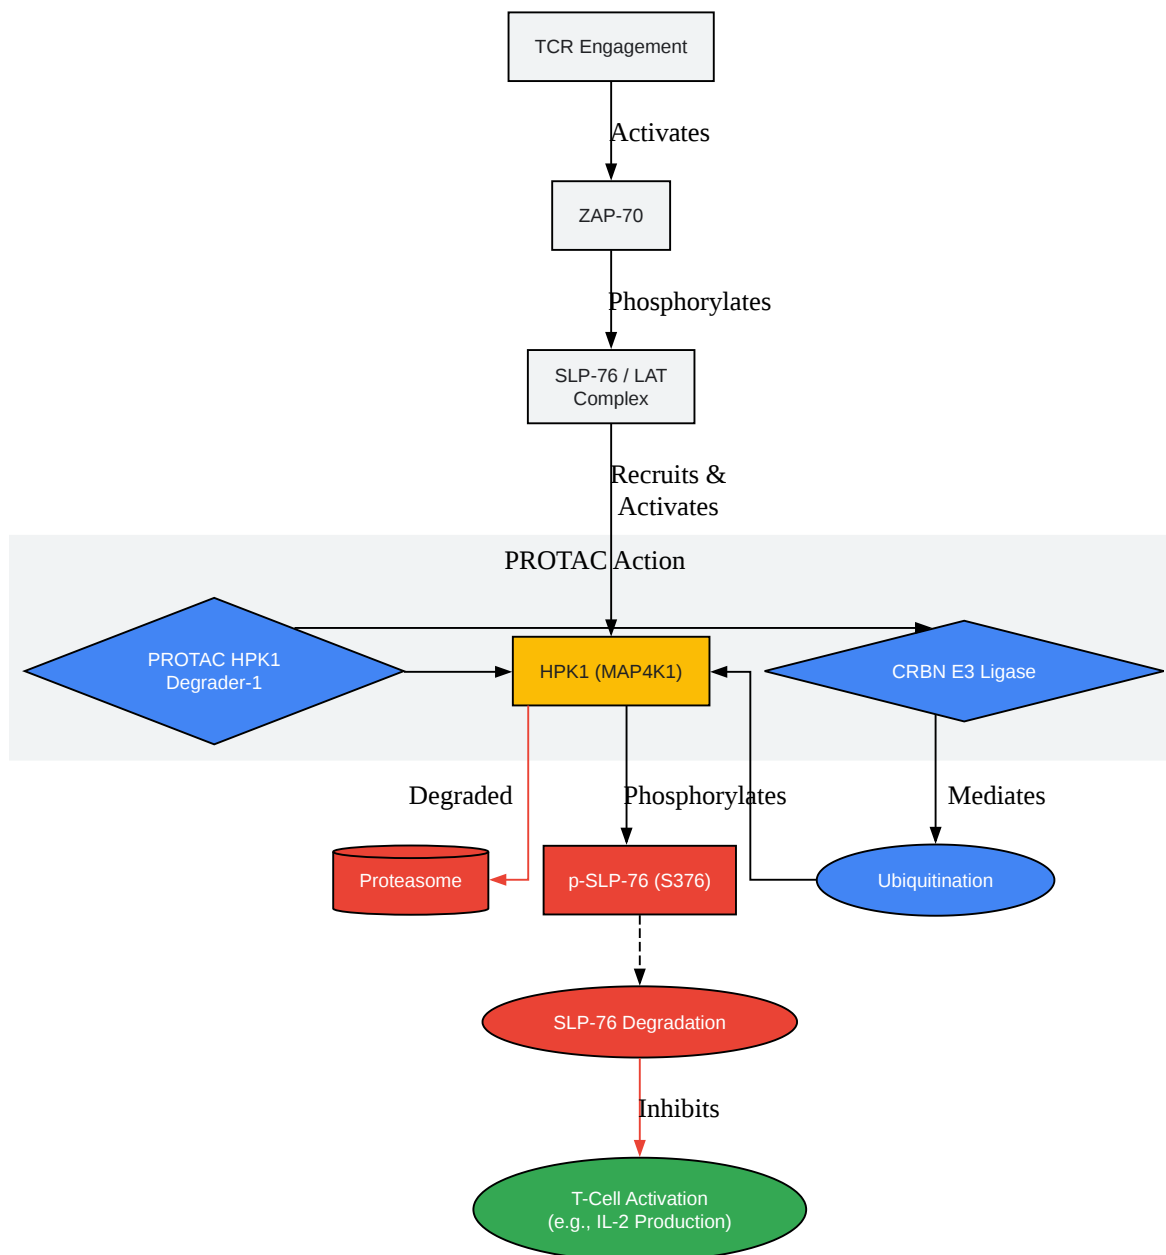 TCR Engagement
Activates
ZAP-70
Phosphorylates
SLP-76 / LAT
Complex
Recruits &
Activates
PROTAC Action
PROTAC HPK1
Degrader-1
HPK1 (MAP4K1)
CRBN E3 Ligase
Degraded
Phosphorylates
Mediates
Proteasome
p-SLP-76 (S376)
Ubiquitination
SLP-76 Degradation
Inhibits
T-Cell Activation
(e.g., IL-2 Production)